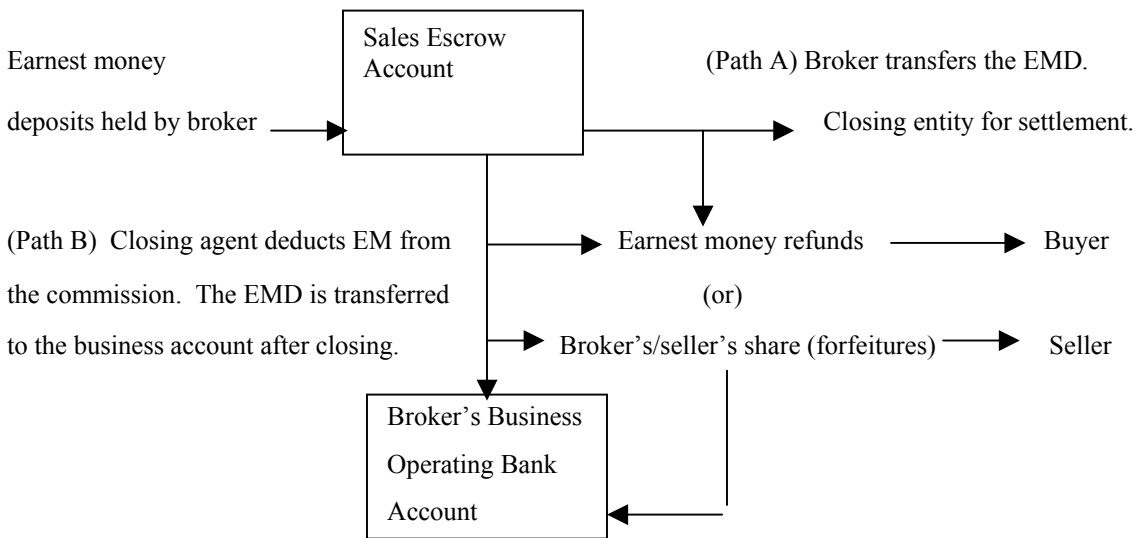 Sales Escrow
Account
Earnest money
deposits held by broker
(Path A) Broker transfers the EMD.
Closing entity for settlement.
(Path B) Closing agent deducts EM from
the commission. The EMD is transferred
to the business account after closing.
Earnest money refunds
Buyer
(or)
Broker’s/seller’s share (forfeitures)
Seller
Broker’s Business
Operating Bank
Account